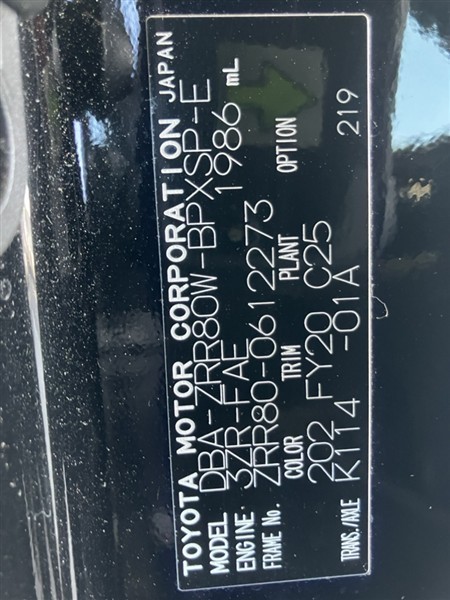 TOYOTA MOTOR CORPORATION JAPAN
MODEL DBA-ZRR80W-BPXSP-E
ENGINE 3ZR-FAE 1986 mL
FRAME No. ZRR80-0612273
COLOR TRIM PLANT OPTION
202 FY20 C25
TRANS./AXLE K114 -01A 219